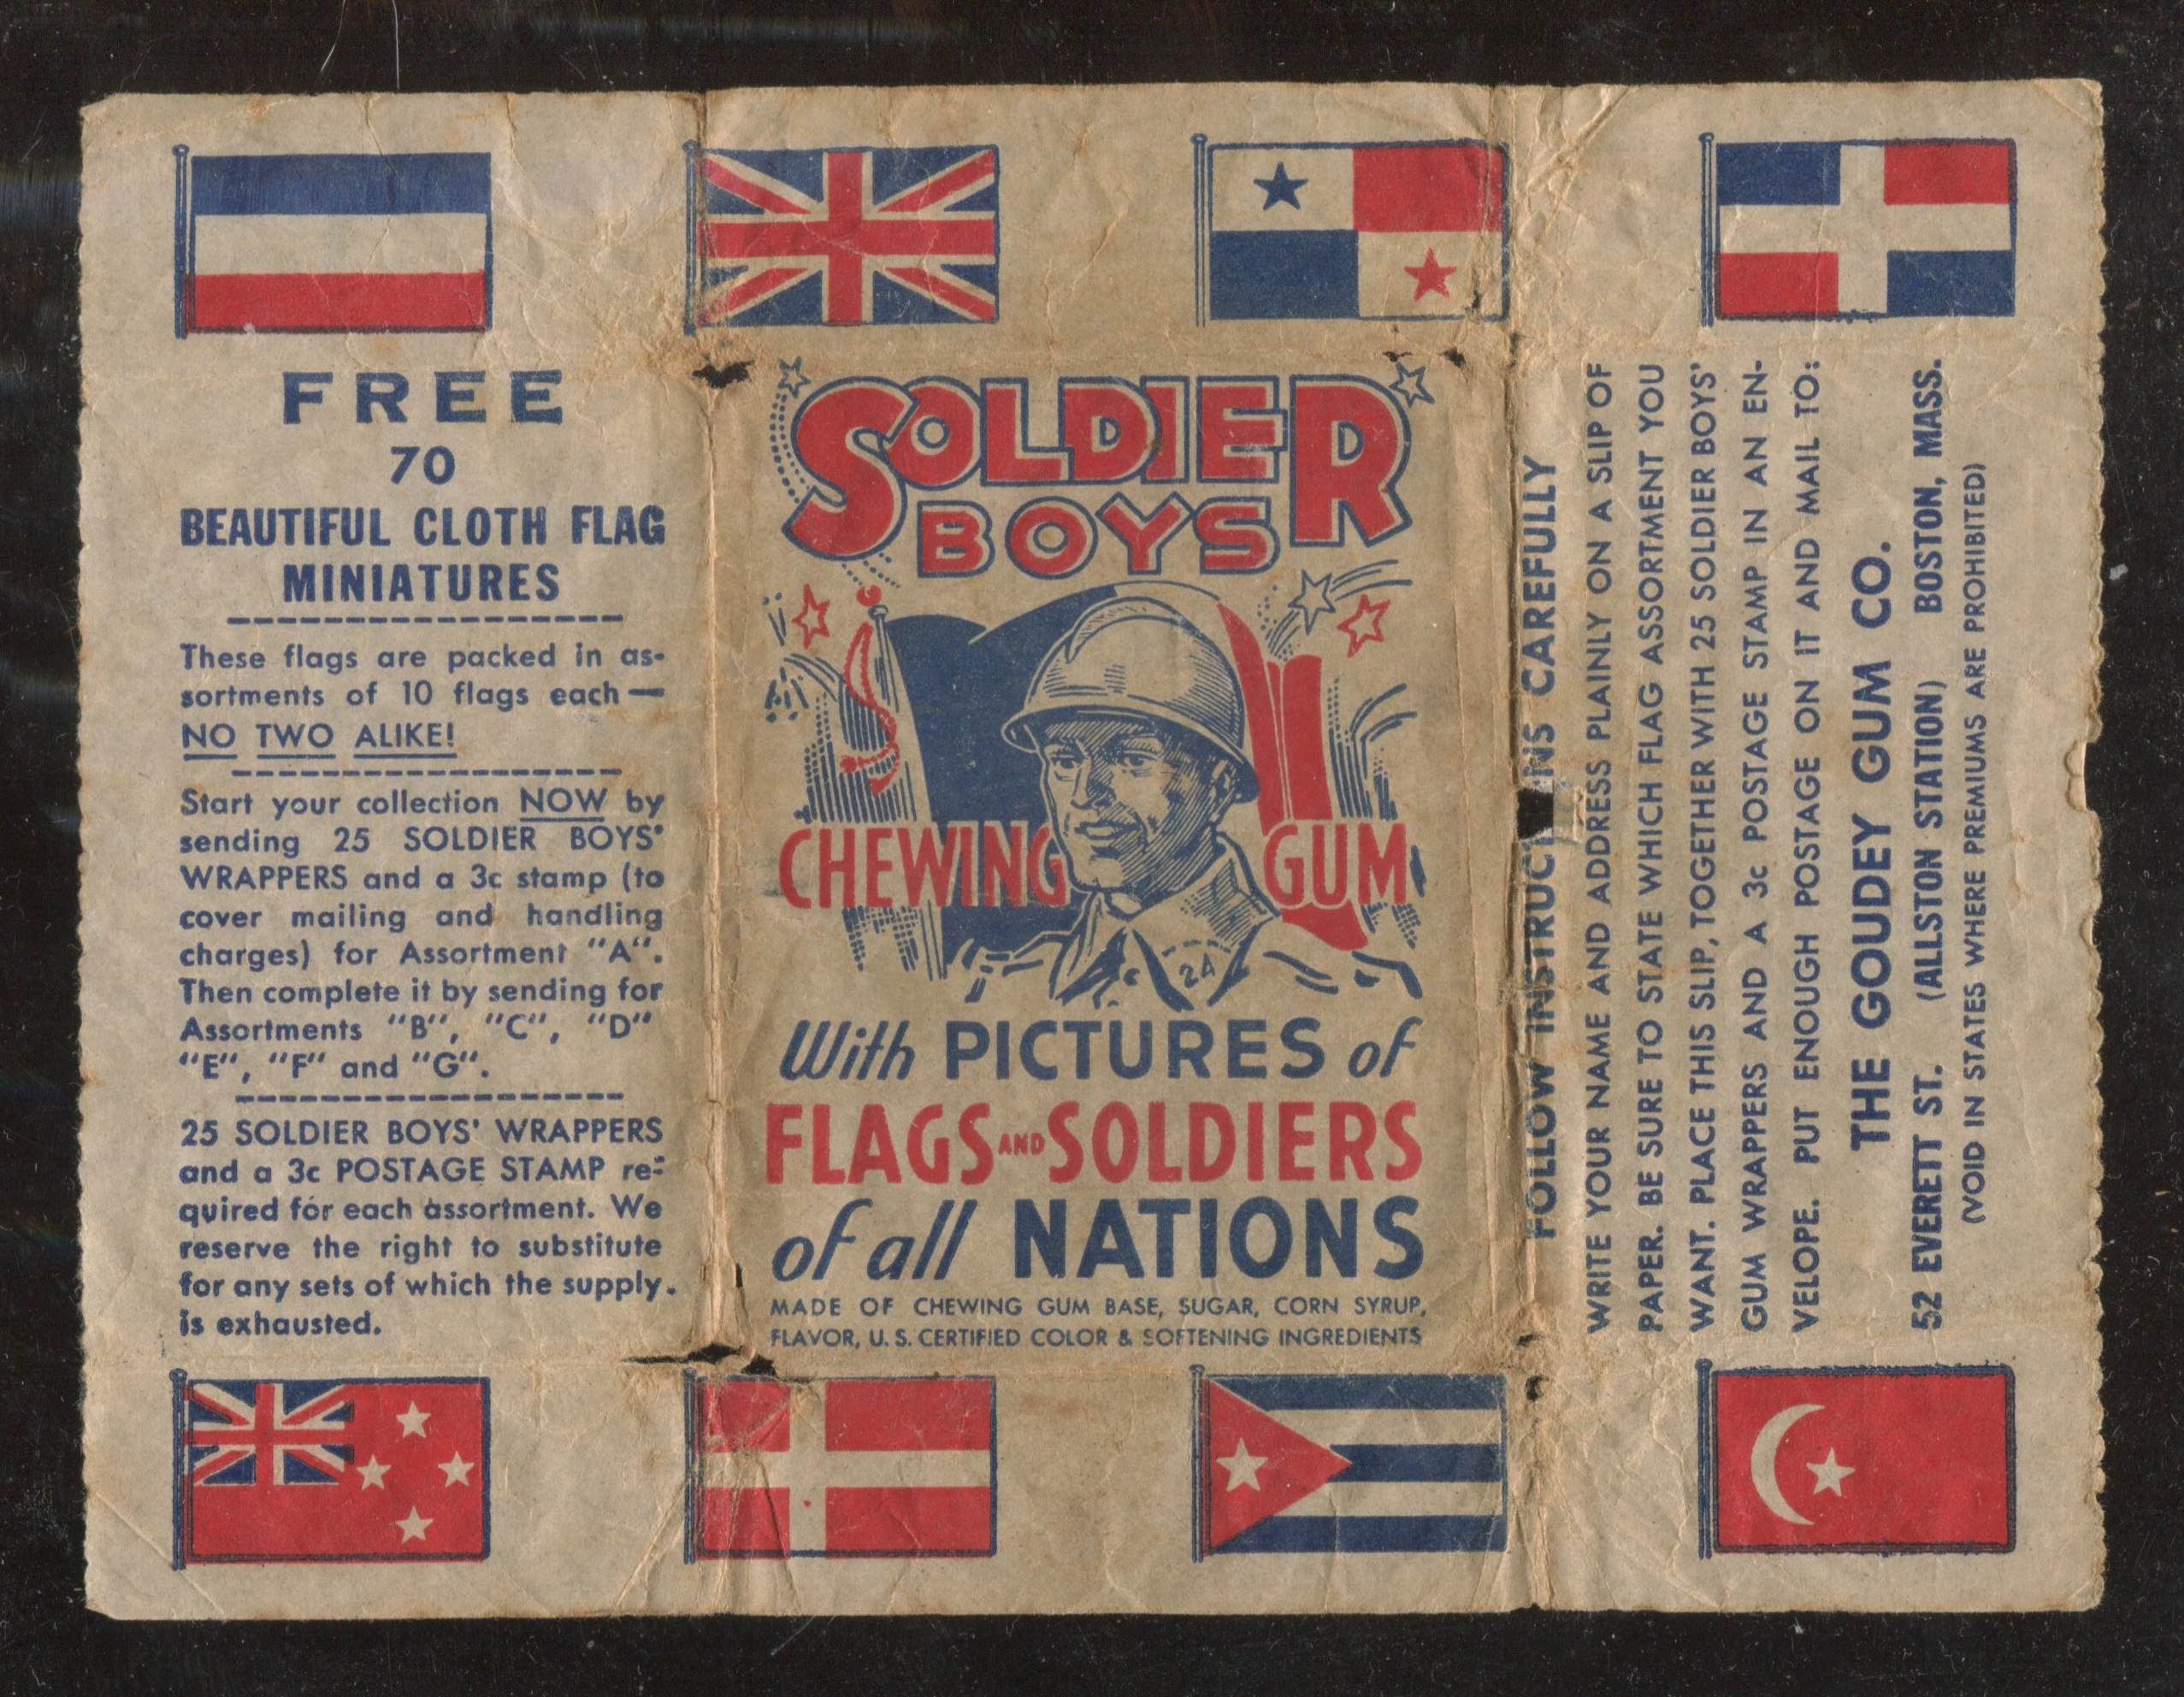 FREE
70
BEAUTIFUL CLOTH FLAG
MINIATURES
These flags are packed in as-
sortments of 10 flags each—
NO TWO ALIKE!
Start your collection NOW by
sending 25 SOLDIER BOYS'
WRAPPERS and a 3c stamp (to
cover mailing and handling
charges) for Assortment "A".
Then complete it by sending for
Assortments "B", "C", "D"
"E", "F" and "G".
25 SOLDIER BOYS' WRAPPERS
and a 3c POSTAGE STAMP re-
quired for each assortment. We
reserve the right to substitute
for any sets of which the supply
is exhausted.
SOLDIER
BOYS
CHEWING GUM
24
With PICTURES of
FLAGS AND SOLDIERS
of all NATIONS
MADE OF CHEWING GUM BASE, SUGAR, CORN SYRUP,
FLAVOR, U. S. CERTIFIED COLOR & SOFTENING INGREDIENTS
FOLLOW CAREFULLY
WRITE YOUR NAME AND ADDRESS PLAINLY ON A SLIP OF
PAPER. BE SURE TO STATE WHICH FLAG ASSORTMENT YOU
WANT. PLACE THIS SLIP, TOGETHER WITH 25 SOLDIER BOYS'
GUM WRAPPERS AND A 3c POSTAGE STAMP IN AN EN-
VELOPE. PUT ENOUGH POSTAGE ON IT AND MAIL TO:
THE GOUDEY GUM CO.
52 EVERETT ST. (ALLSTON STATION) BOSTON, MASS.
(VOID IN STATES WHERE PREMIUMS ARE PROHIBITED)